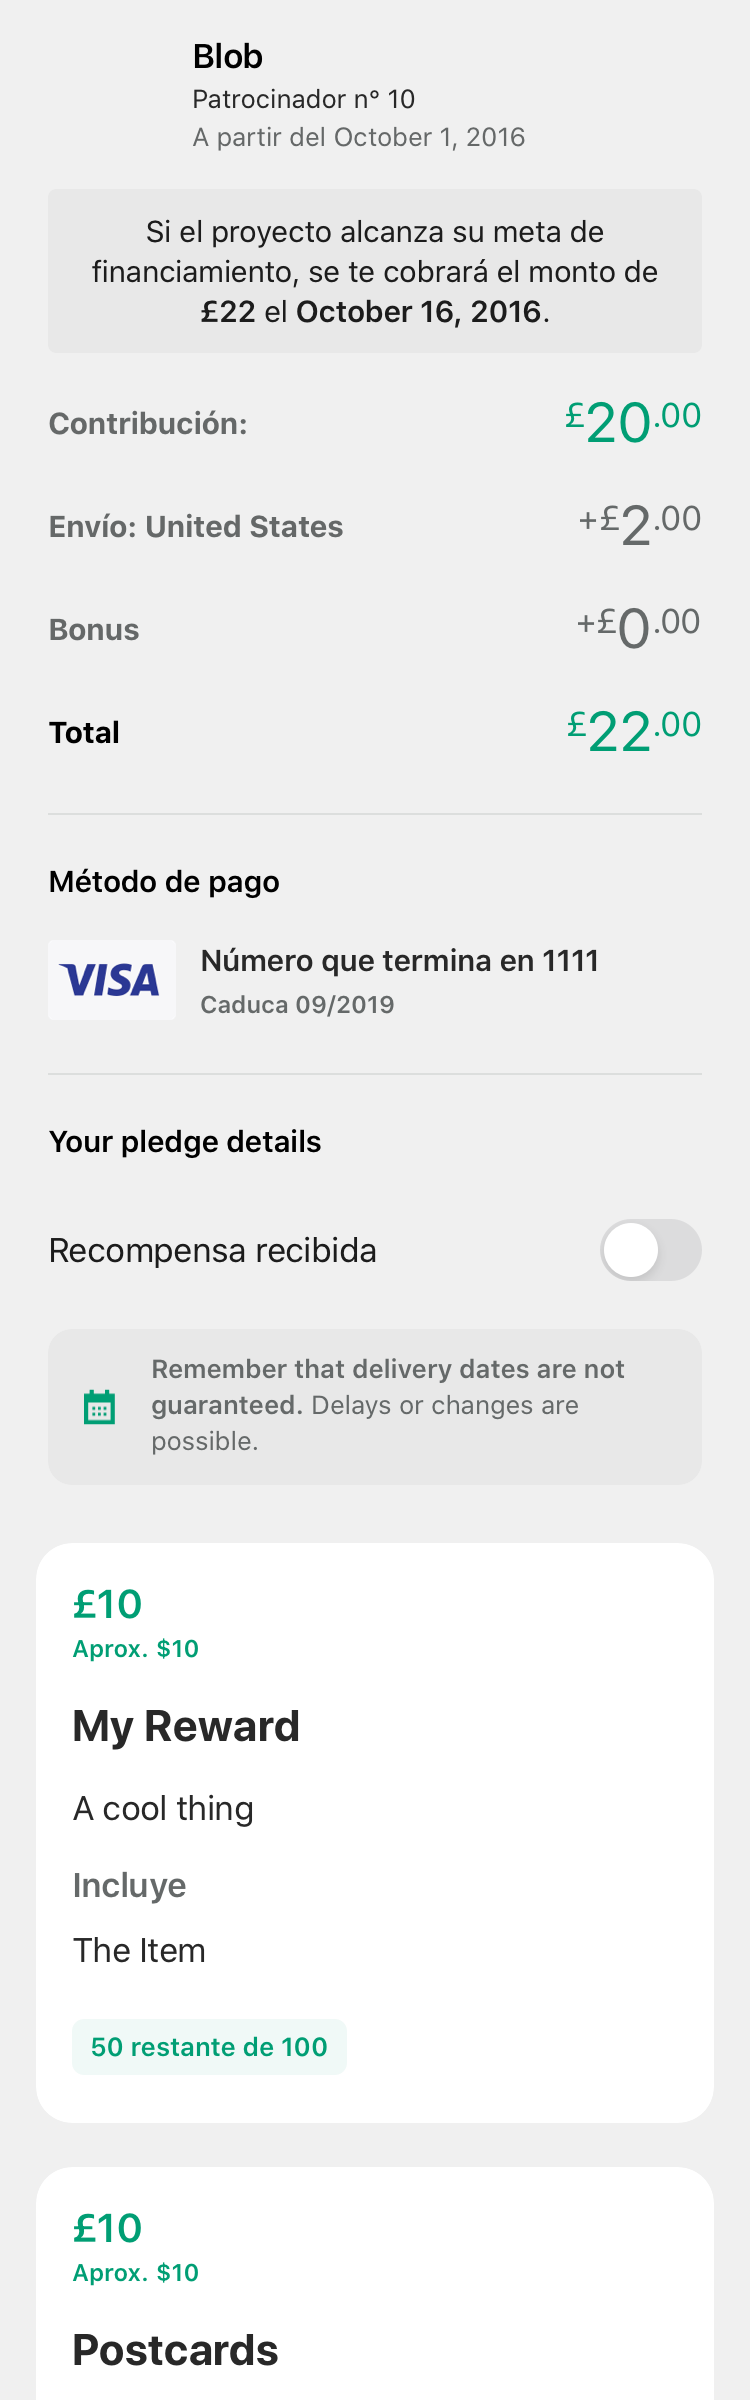 Blob
Patrocinador n° 10
A partir del October 1, 2016
Si el proyecto alcanza su meta de
financiamiento, se te cobrará el monto de
£22 el October 16, 2016.
Contribución: £20.00
Envío: United States +£2.00
Bonus +£0.00
Total £22.00
Método de pago
VISA
Número que termina en 1111
Caduca 09/2019
Your pledge details
Recompensa recibida
Remember that delivery dates are not
guaranteed. Delays or changes are
possible.
£10
Aprox. $10
My Reward
A cool thing
Incluye
The Item
50 restante de 100
£10
Aprox. $10
Postcards